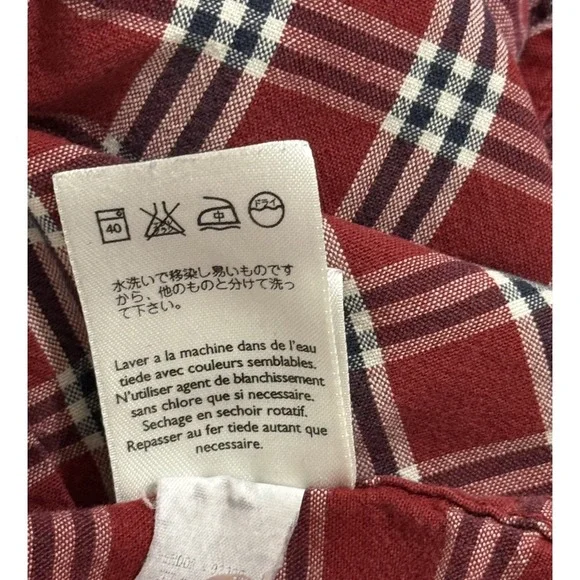 40 中 ドライ
水洗いで移染し易いものです
から、他のものと分けて洗っ
て下さい。
Laver a la machine dans de l'eau
tiede avec couleurs semblables.
N'utiliser agent de blanchissement
sans chlore que si necessaire.
Sechage en sechoir rotatif.
Repasser au fer tiede autant que
necessaire.